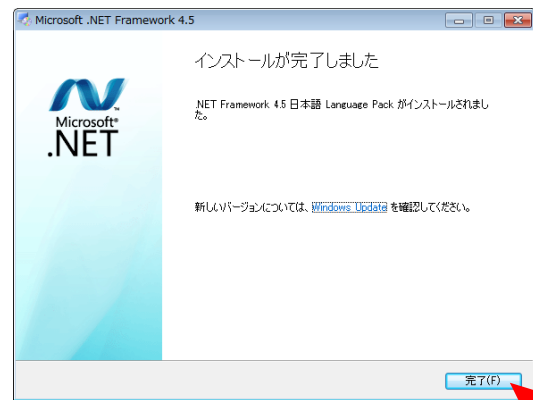 Microsoft .NET Framework 4.5
インストールが完了しました
Microsoft®
.NET
.NET Framework 4.5 日本語 Language Pack がインストールされまし
た。
新しいバージョンについては、Windows Update を確認してください。
完了(F)